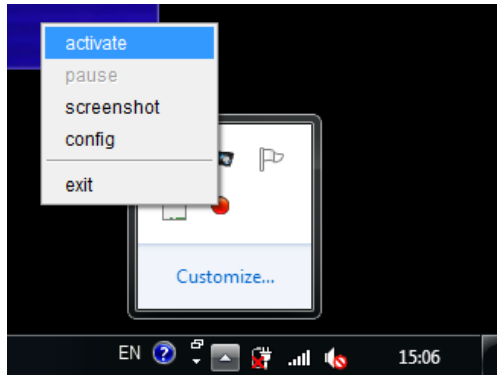 activate
pause
screenshot
config
exit
Customize...
EN
15:06